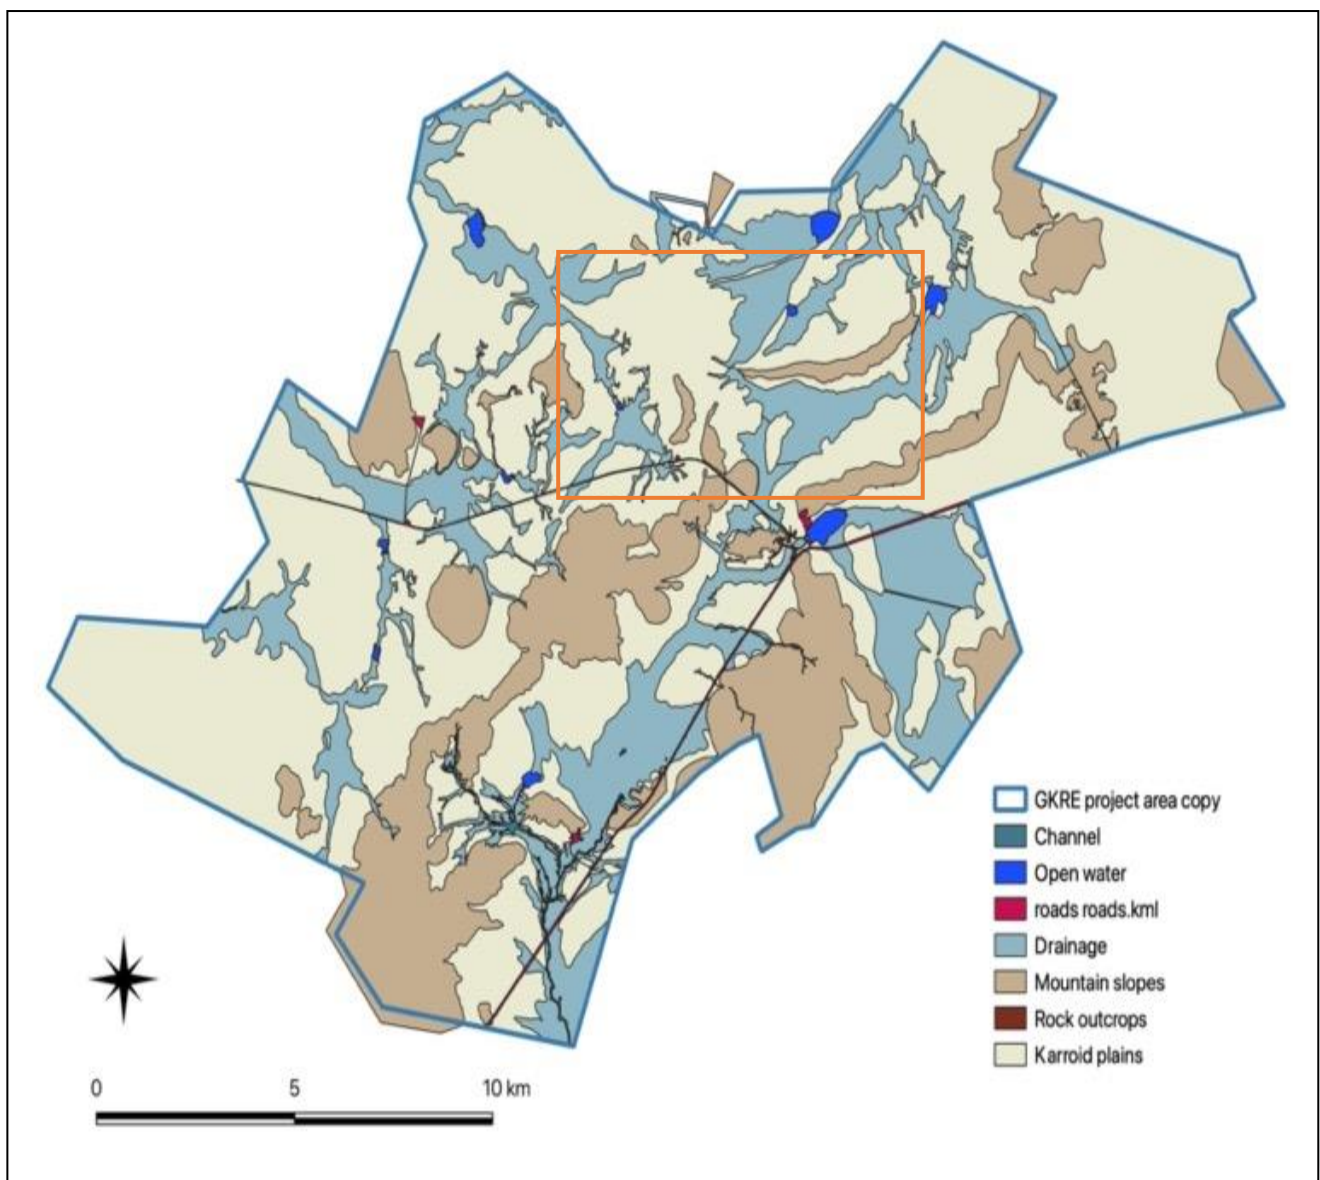 GKRE project area copy
Channel
Open water
roads roads.kml
Drainage
Mountain slopes
Rock outcrops
Karroid plains
0 5 10 km